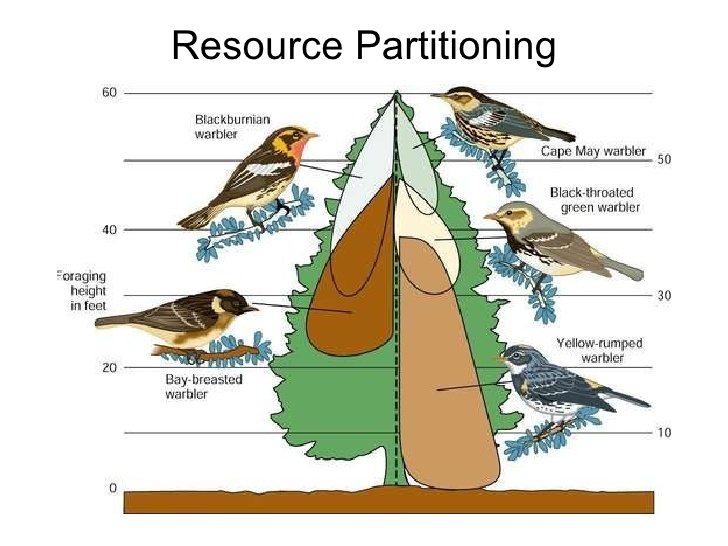 Resource Partitioning
60
Blackburnian
warbler
Cape May warbler
50
Black-throated
green warbler
40
Foraging
height
in feet
30
Yellow-rumped
warbler
20
Bay-breasted
warbler
10
0